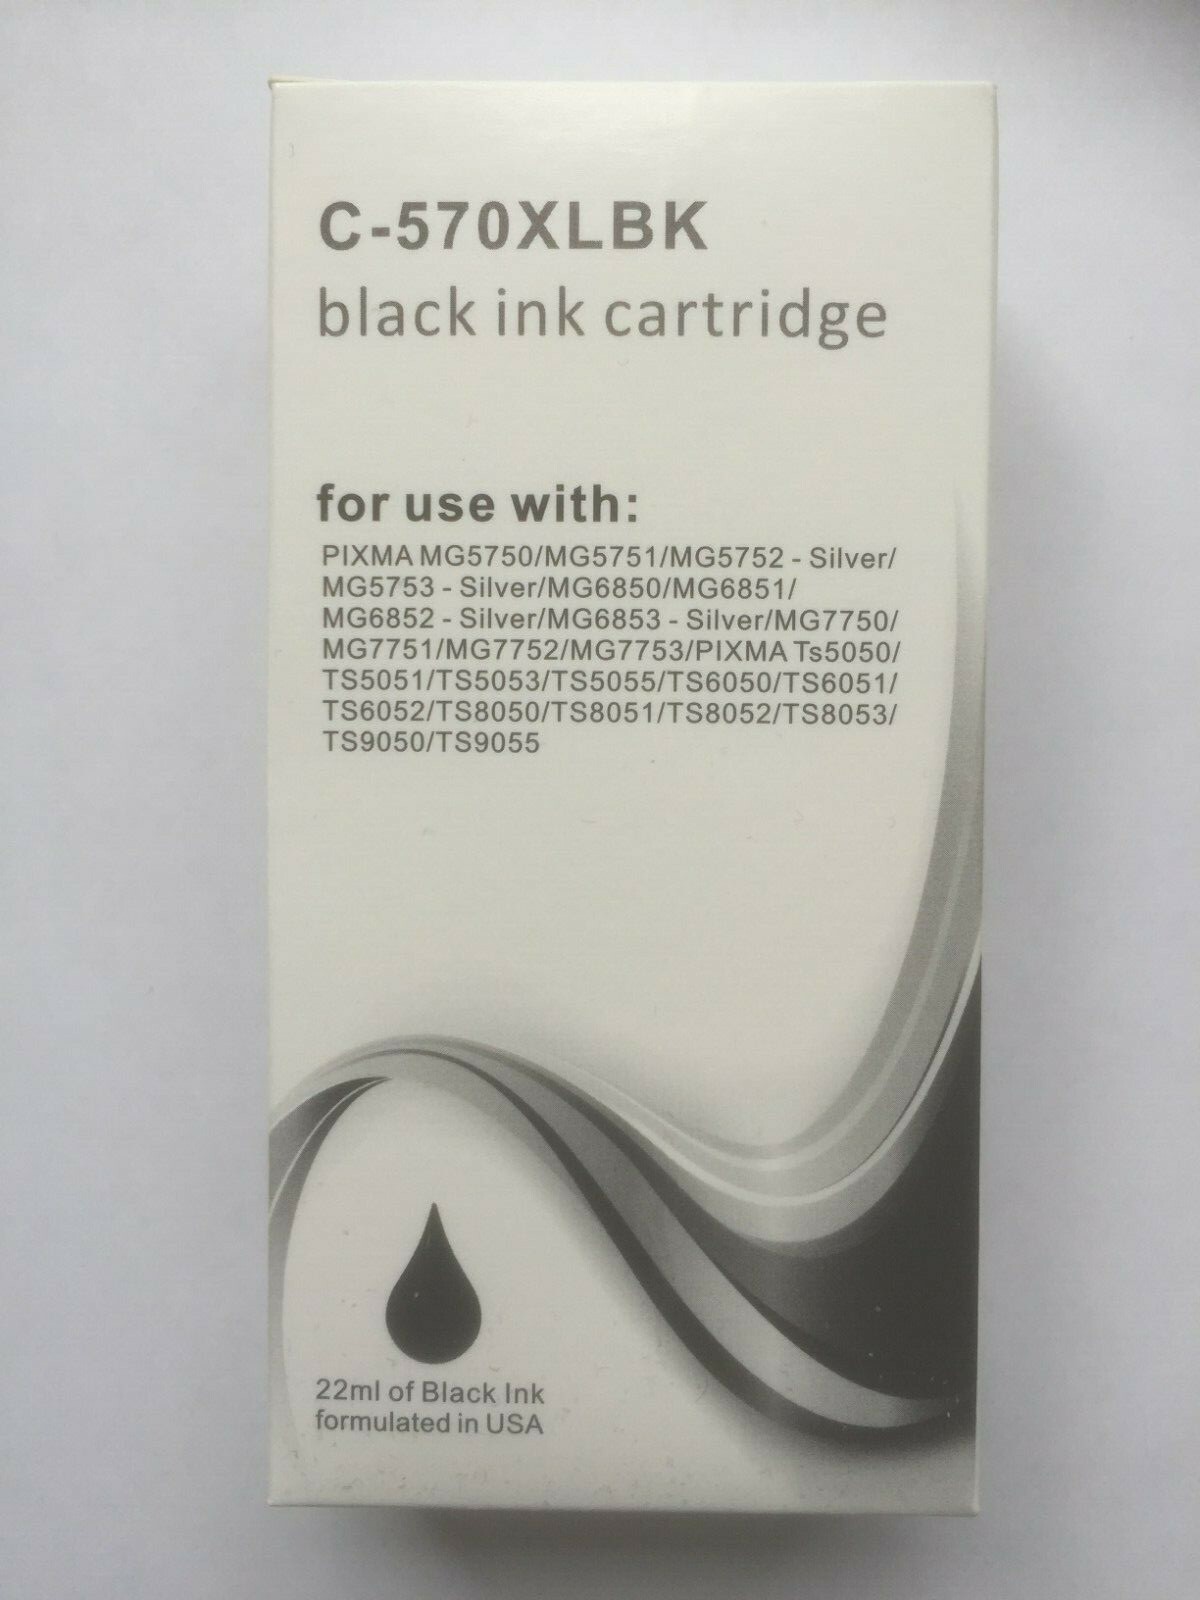 C-570XLBK
black ink cartridge
for use with:
PIXMA MG5750/MG5751/MG5752 - Silver/
MG5753 - Silver/MG6850/MG6851/
MG6852 - Silver/MG6853 - Silver/MG7750/
MG7751/MG7752/MG7753/PIXMA Ts5050/
TS5051/TS5053/TS5055/TS6050/TS6051/
TS6052/TS8050/TS8051/TS8052/TS8053/
TS9050/TS9055
22ml of Black Ink
formulated in USA